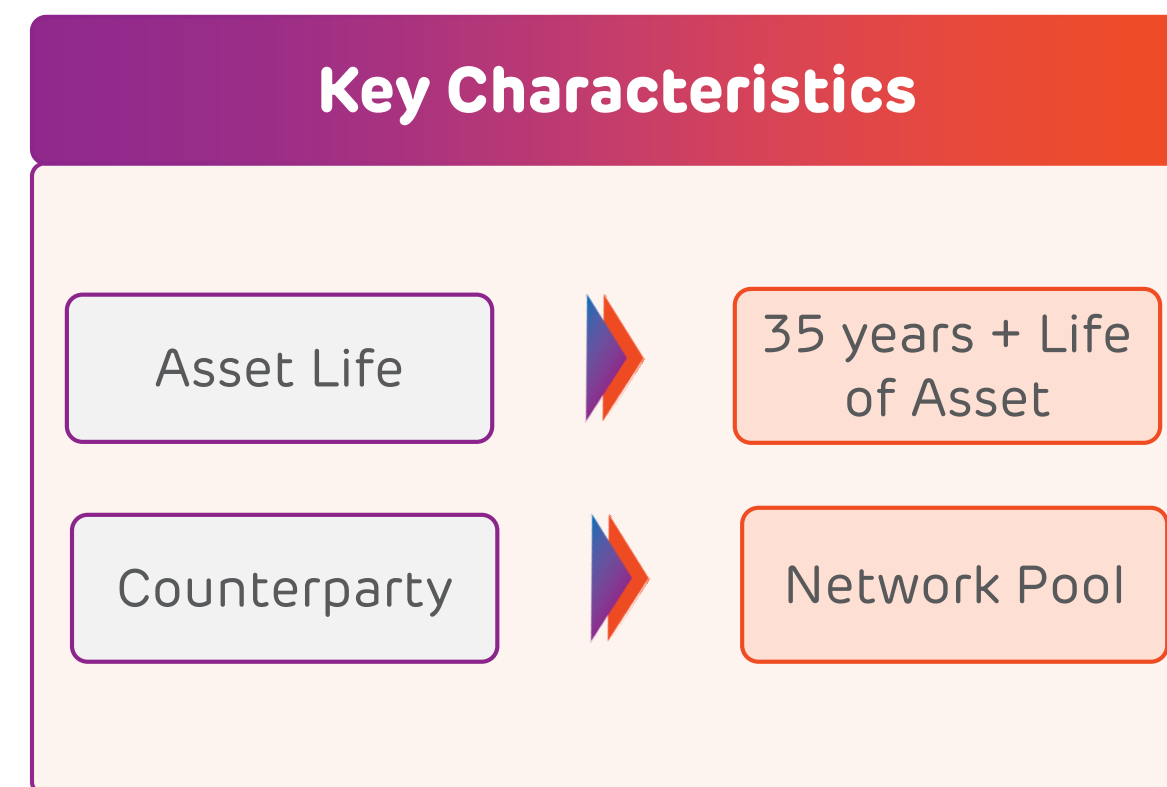 Key Characteristics
Asset Life
35 years + Life
of Asset
Counterparty
Network Pool